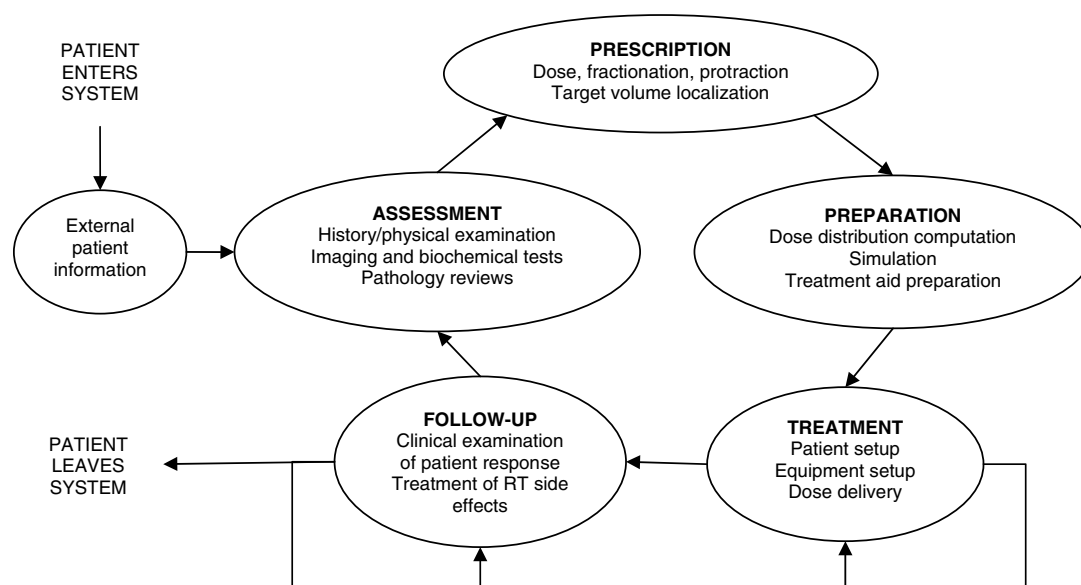 PATIENT
ENTERS
SYSTEM
PRESCRIPTION
Dose, fractionation, protraction
Target volume localization
External
patient
information
ASSESSMENT
History/physical examination
Imaging and biochemical tests
Pathology reviews
PREPARATION
Dose distribution computation
Simulation
Treatment aid preparation
PATIENT
LEAVES
SYSTEM
FOLLOW-UP
Clinical examination
of patient response
Treatment of RT side
effects
TREATMENT
Patient setup
Equipment setup
Dose delivery